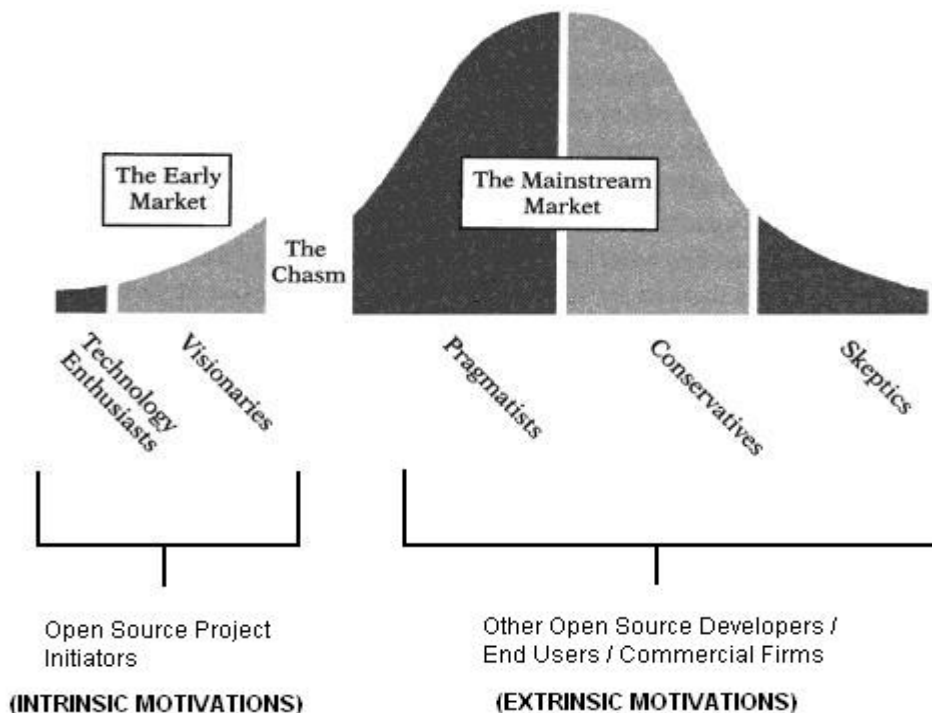 The Early
Market
The
Chasm
The Mainstream
Market
Technology
Enthusiasts
Visionaries
Pragmatists
Conservatives
Skeptics
Open Source Project
Initiators
(INTRINSIC MOTIVATIONS)
Other Open Source Developers /
End Users / Commercial Firms
(EXTRINSIC MOTIVATIONS)